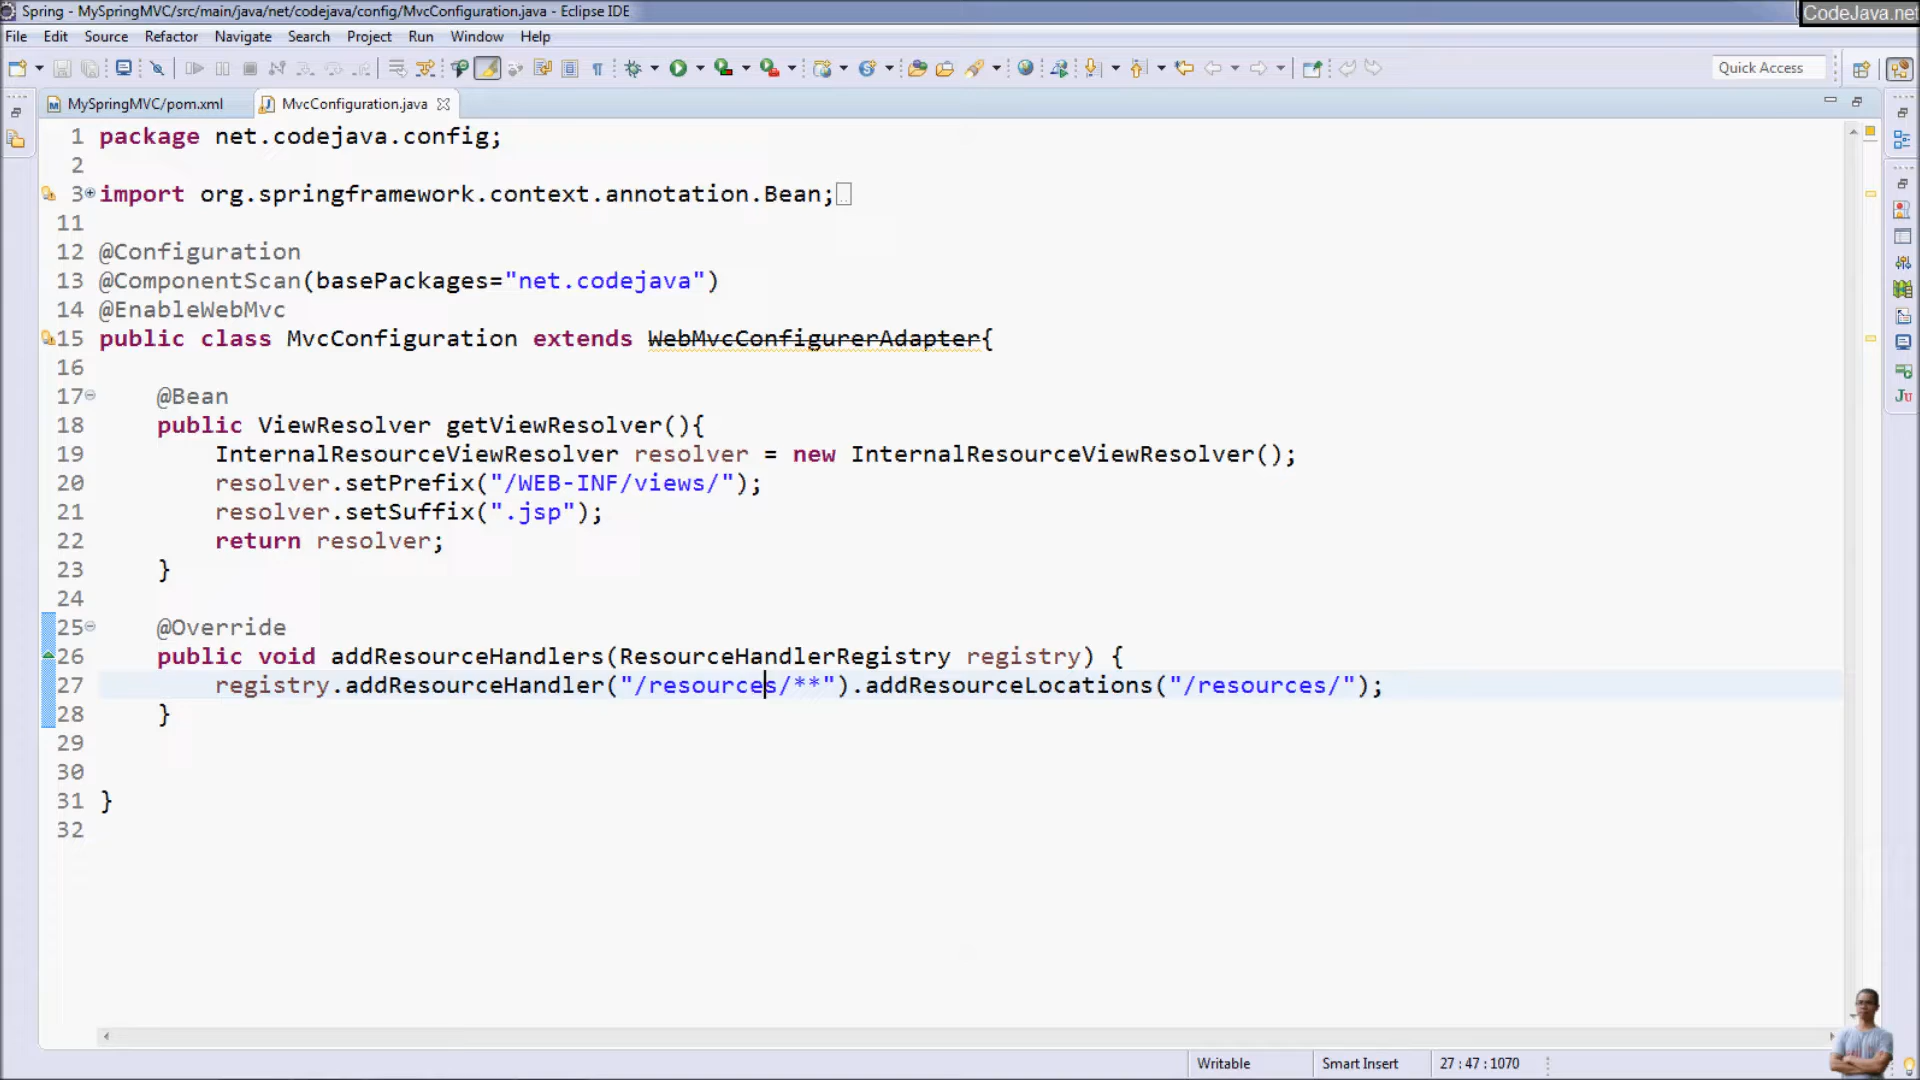 Spring - MySpringMVC/src/main/java/net/codejava/config/MvcConfiguration.java - Eclipse IDE
CodeJava.net
File Edit Source Refactor Navigate Search Project Run Window Help
Quick Access
MySpringMVC/pom.xml MvcConfiguration.java
1 package net.codejava.config;
2
3 import org.springframework.context.annotation.Bean;
11
12 @Configuration
13 @ComponentScan(basePackages="net.codejava")
14 @EnableWebMvc
15 public class MvcConfiguration extends WebMvcConfigurerAdapter{
16
17 @Bean
18 public ViewResolver getViewResolver(){
19 InternalResourceViewResolver resolver = new InternalResourceViewResolver();
20 resolver.setPrefix("/WEB-INF/views/");
21 resolver.setSuffix(".jsp");
22 return resolver;
23 }
24
25 @Override
26 public void addResourceHandlers(ResourceHandlerRegistry registry) {
27 registry.addResourceHandler("/resources/**").addResourceLocations("/resources/");
28 }
29
30
31 }
32
Writable Smart Insert 27 : 47 : 1070